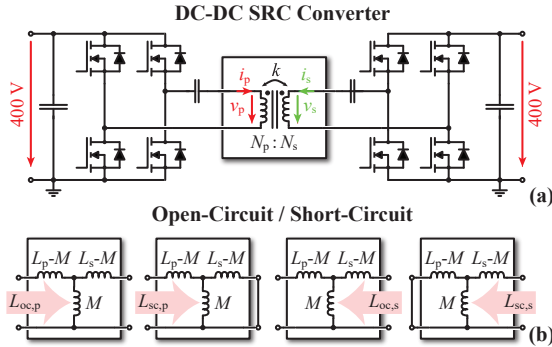 DC-DC SRC Converter
400 V
i_p
k
i_s
v_p
v_s
N_p : N_s
400 V
(a)
Open-Circuit / Short-Circuit
L_p-M L_s-M
L_p-M L_s-M
L_p-M L_s-M
L_p-M L_s-M
L_oc,p M
L_sc,p M
M L_oc,s
M L_sc,s
(b)